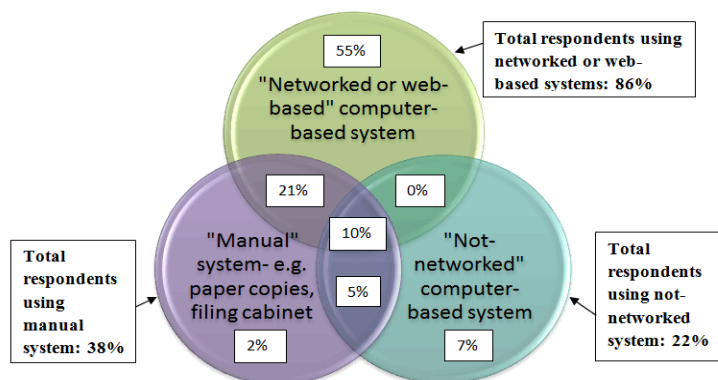 55%
"Networked or web-
based" computer-
based system
Total respondents using
networked or web-
based systems: 86%
21%
0%
10%
5%
"Manual"
system- e.g.
paper copies,
filing cabinet
2%
"Not-
networked"
computer-
based system
7%
Total
respondents
using
manual
system: 38%
Total
respondents
using not-
networked
system: 22%